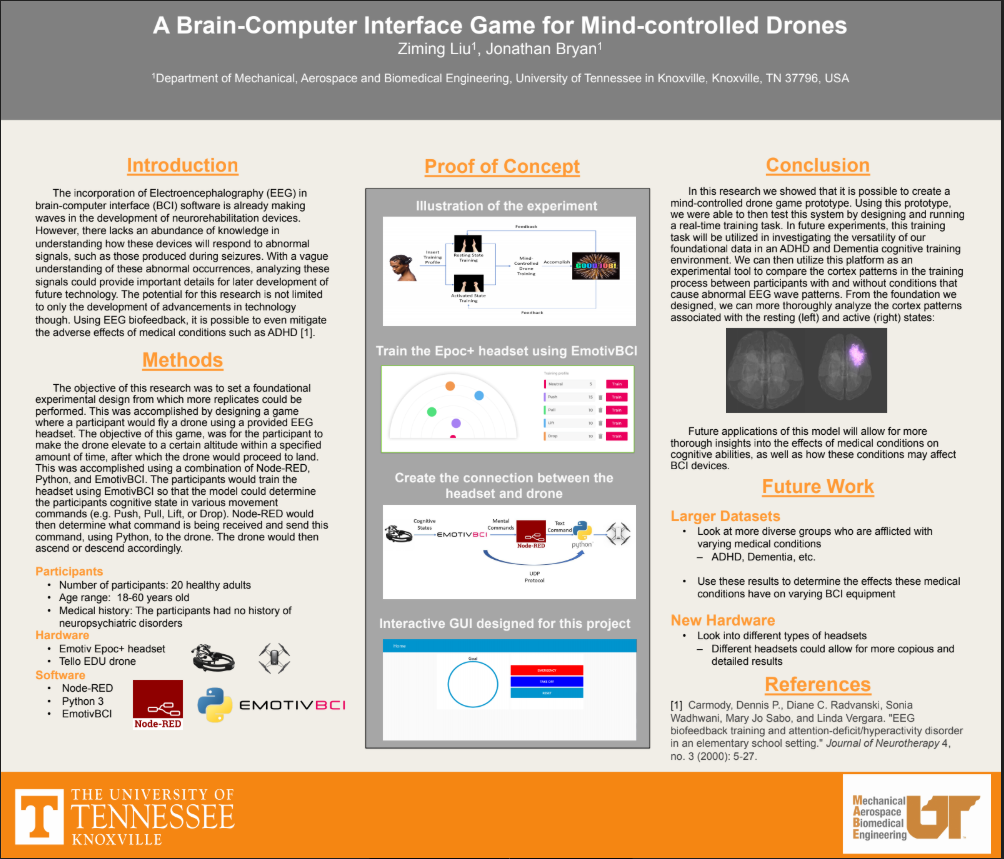 A Brain-Computer Interface Game for Mind-controlled Drones
Ziming Liu¹, Jonathan Bryan¹
¹Department of Mechanical, Aerospace and Biomedical Engineering, University of Tennessee in Knoxville, Knoxville, TN 37796, USA
Introduction
The incorporation of Electroencephalography (EEG) in
brain-computer interface (BCI) software is already making
waves in the development of neurorehabilitation devices.
However, there lacks an abundance of knowledge in
understanding how these devices will respond to abnormal
signals, such as those produced during seizures. With a vague
understanding of these abnormal occurrences, analyzing these
signals could provide important details for later development of
future technology. The potential for this research is not limited
to only the development of advancements in technology
though. Using EEG biofeedback, it is possible to even mitigate
the adverse effects of medical conditions such as ADHD [1].
Methods
The objective of this research was to set a foundational
experimental design from which more replicates could be
performed. This was accomplished by designing a game
where a participant would fly a drone using a provided EEG
headset. The objective of this game, was for the participant to
make the drone elevate to a certain altitude within a specified
amount of time, after which the drone would proceed to land.
This was accomplished using a combination of Node-RED,
Python, and EmotivBCI. The participants would train the
headset using EmotivBCI so that the model could determine
the participants cognitive state in various movement
commands (e.g. Push, Pull, Lift, or Drop). Node-RED would
then determine what command is being received and send this
command, using Python, to the drone. The drone would then
ascend or descend accordingly.
Participants
• Number of participants: 20 healthy adults
• Age range: 18-60 years old
• Medical history: The participants had no history of
neuropsychiatric disorders
Hardware
• Emotiv Epoc+ headset
• Tello EDU drone
Software
• Node-RED
• Python 3
• EmotivBCI
Node-RED
EMOTIVBCI
Proof of Concept
Illustration of the experiment
Feedback
Insert
Training
Profile
Resting State
Training
Activated State
Training
Mind-
Controlled
Drone
Training
Accomplish
Feedback
Train the Epoc+ headset using EmotivBCI
Training profile
Neutral 5 Train
Push 15 Train
Pull 10 Train
Lift 10 Train
Drop 10 Train
Create the connection between the
headset and drone
Cognitive
States
EMOTIVBCI
Mental
Commands
Node-RED
Text
Command
python
UDP
Protocol
Interactive GUI designed for this project
Home
Goal
EMERGENCY
TAKE OFF
RESET
Conclusion
In this research we showed that it is possible to create a
mind-controlled drone game prototype. Using this prototype,
we were able to then test this system by designing and running
a real-time training task. In future experiments, this training
task will be utilized in investigating the versatility of our
foundational data in an ADHD and Dementia cognitive training
environment. We can then utilize this platform as an
experimental tool to compare the cortex patterns in the training
process between participants with and without conditions that
cause abnormal EEG wave patterns. From the foundation we
designed, we can more thoroughly analyze the cortex patterns
associated with the resting (left) and active (right) states:
Future applications of this model will allow for more
thorough insights into the effects of medical conditions on
cognitive abilities, as well as how these conditions may affect
BCI devices.
Future Work
Larger Datasets
• Look at more diverse groups who are afflicted with
varying medical conditions
– ADHD, Dementia, etc.
• Use these results to determine the effects these medical
conditions have on varying BCI equipment
New Hardware
• Look into different types of headsets
– Different headsets could allow for more copious and
detailed results
References
[1] Carmody, Dennis P., Diane C. Radvanski, Sonia
Wadhwani, Mary Jo Sabo, and Linda Vergara. "EEG
biofeedback training and attention-deficit/hyperactivity disorder
in an elementary school setting." Journal of Neurotherapy 4,
no. 3 (2000): 5-27.
T
THE UNIVERSITY OF
TENNESSEE
KNOXVILLE
Mechanical
Aerospace
Biomedical
Engineering
UT